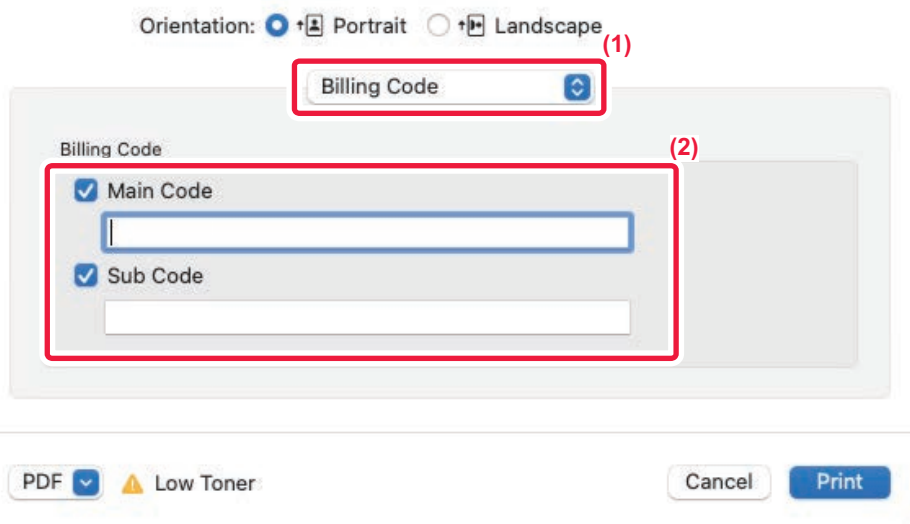 Orientation: Portrait Landscape
(1)
Billing Code
Billing Code
(2)
Main Code
Sub Code
PDF Low Toner Cancel Print